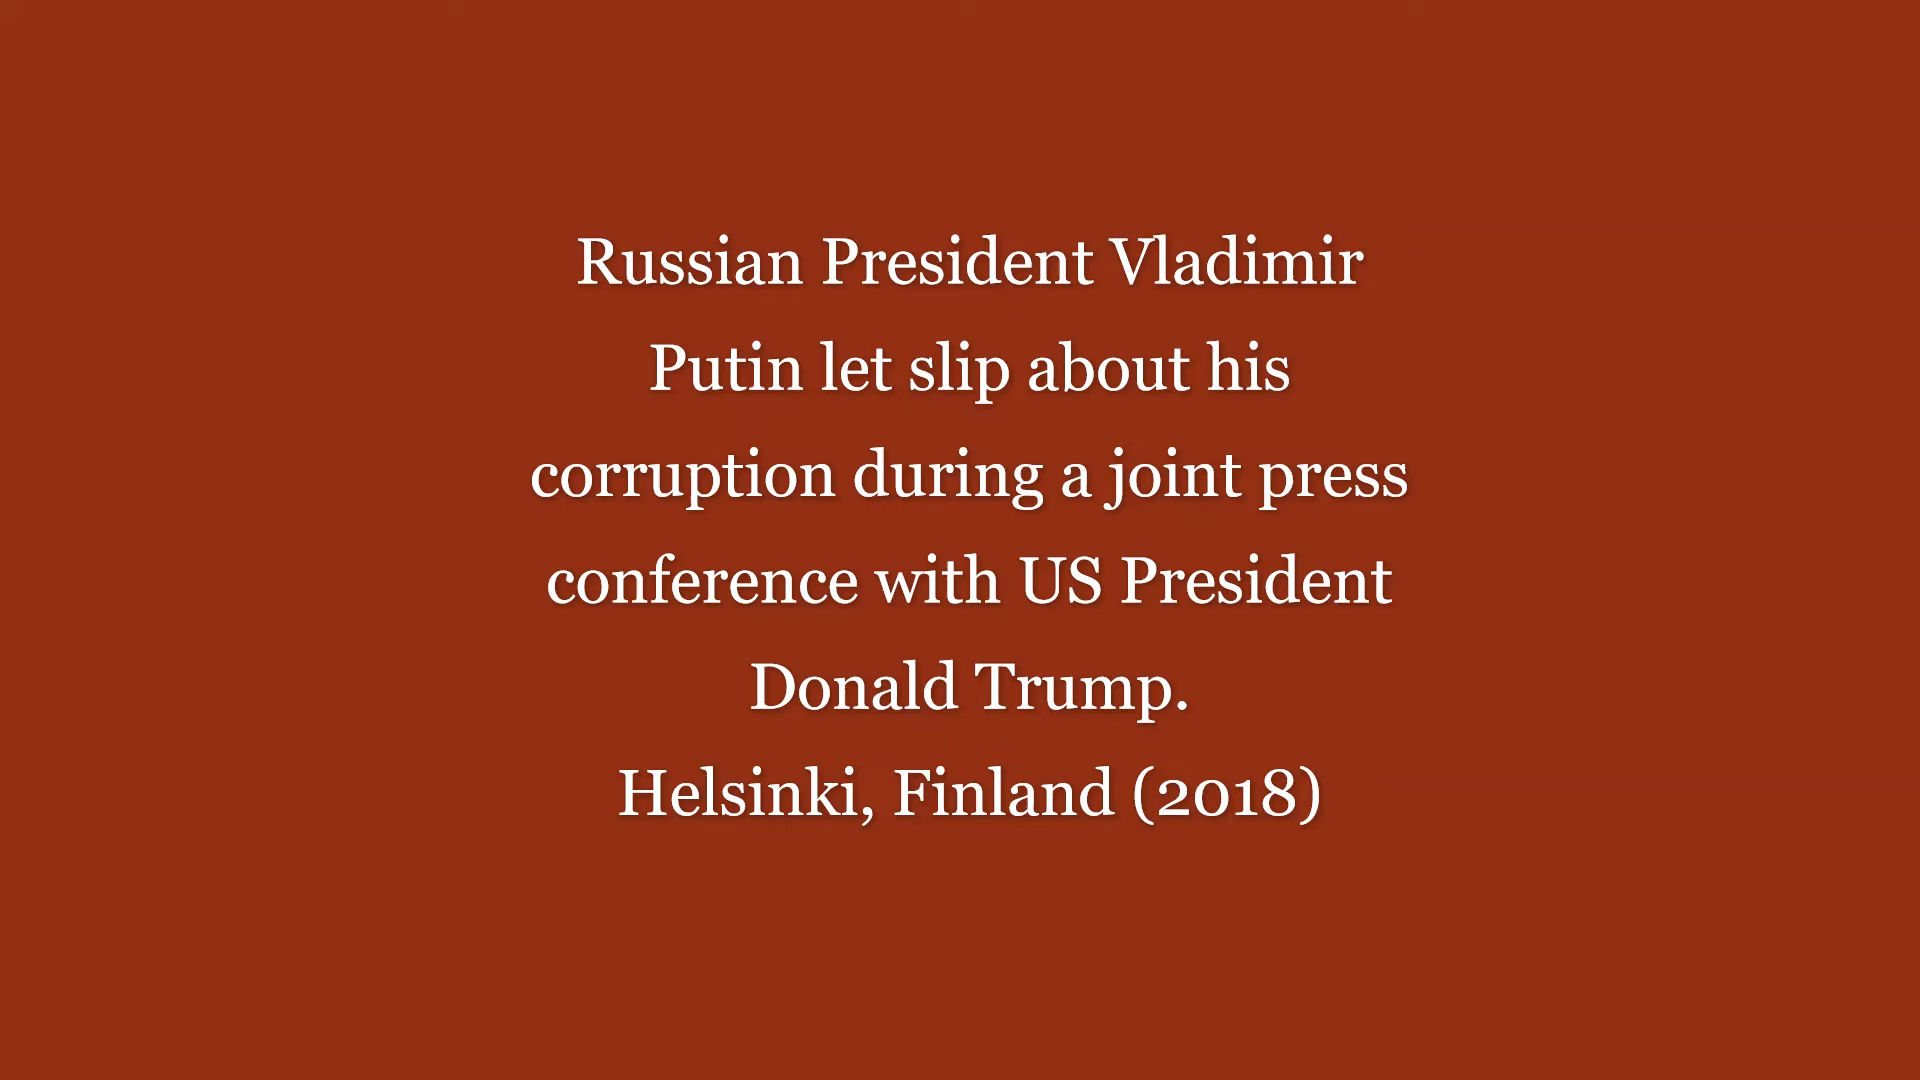 Russian President Vladimir
Putin let slip about his
corruption during a joint press
conference with US President
Donald Trump.
Helsinki, Finland (2018)